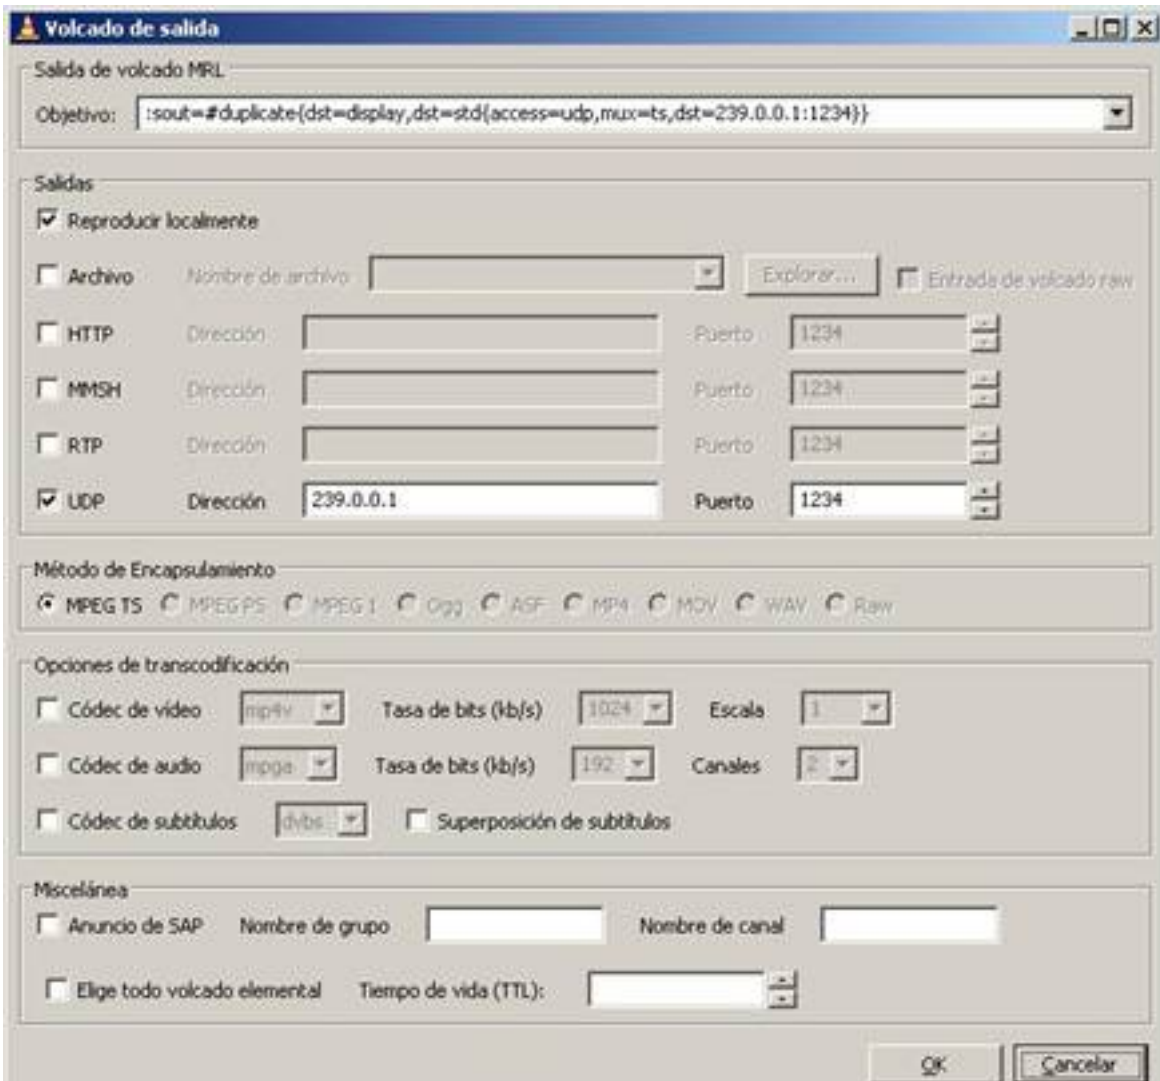 Volcado de salida
Salida de volcado MRL
Objetivo: :sout=#duplicate{dst=display,dst=std{access=udp,mux=ts,dst=239.0.0.1:1234}}
Salidas
Reproducir localmente
Archivo Nombre de archivo Explorar... Entrada de volcado raw
HTTP Dirección Puerto 1234
MMSH Dirección Puerto 1234
RTP Dirección Puerto 1234
UDP Dirección 239.0.0.1 Puerto 1234
Método de Encapsulamiento
MPEG TS MPEG PS MPEG 1 Ogg ASF MP4 MOV WAV Raw
Opciones de transcodificación
Códec de vídeo mp4v Tasa de bits (kb/s) 1024 Escala 1
Códec de audio mpga Tasa de bits (kb/s) 192 Canales 2
Códec de subtítulos dvbs Superposición de subtítulos
Miscelánea
Anuncio de SAP Nombre de grupo Nombre de canal
Elige todo volcado elemental Tiempo de vida (TTL):
OK Cancelar